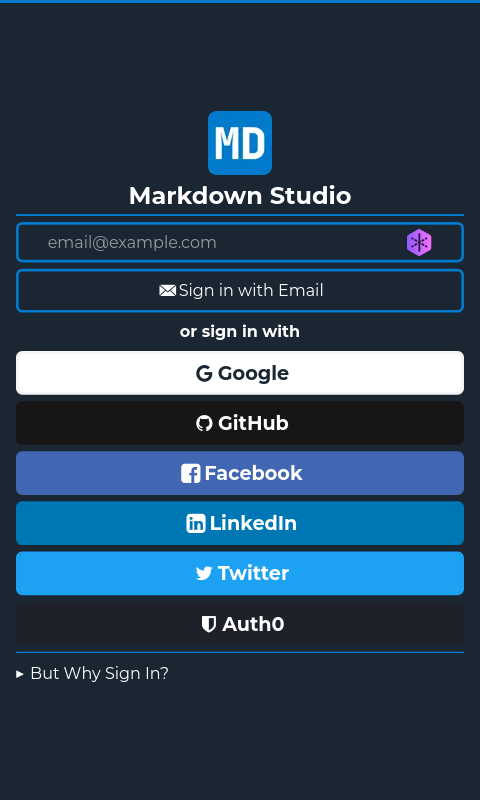 MD
Markdown Studio
email@example.com
Sign in with Email
or sign in with
Google
GitHub
Facebook
LinkedIn
Twitter
Auth0
But Why Sign In?